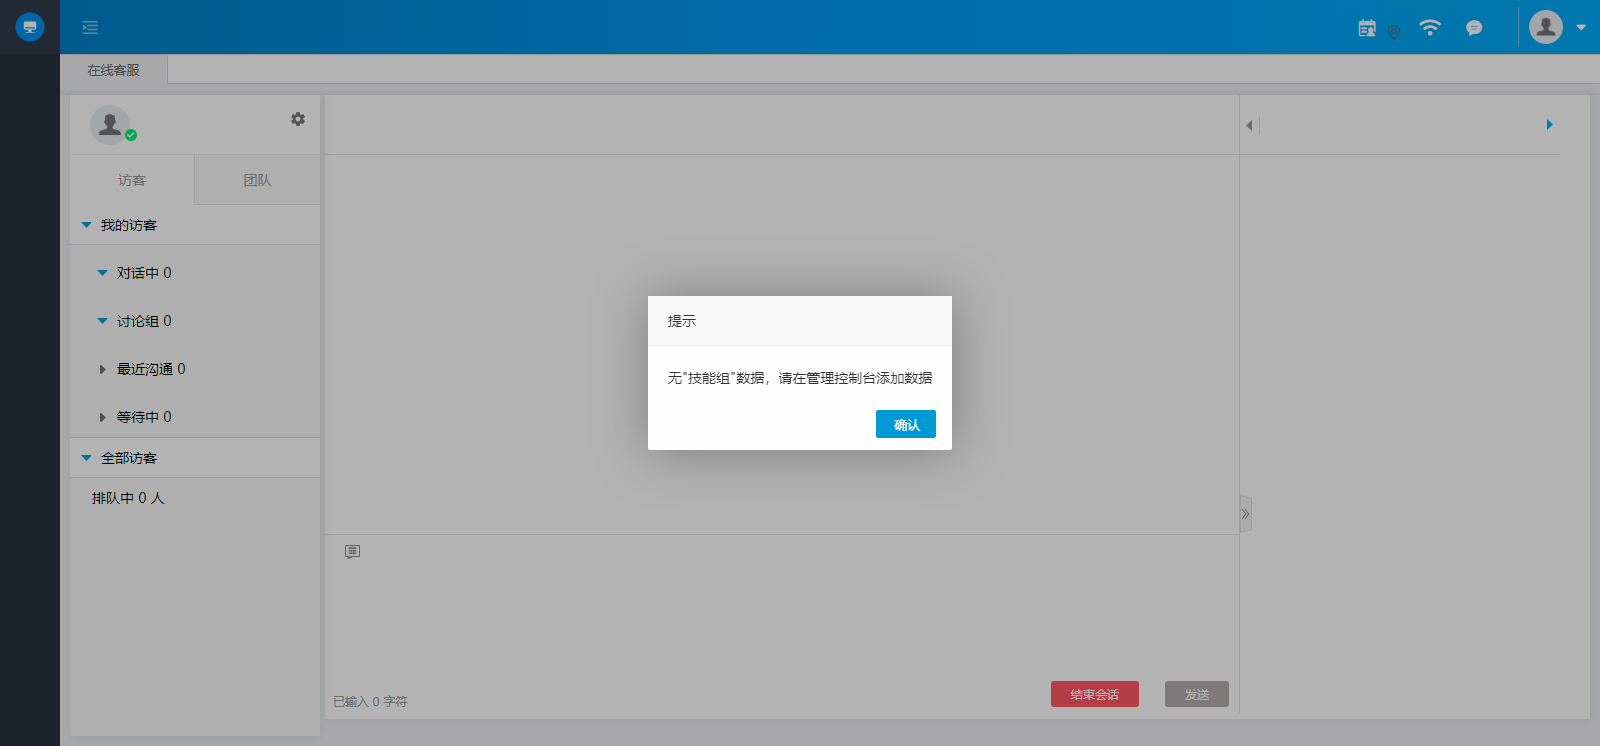 在线客服
访客
团队
我的访客
对话中 0
讨论组 0
最近沟通 0
等待中 0
全部访客
排队中 0 人
提示
无"技能组"数据，请在管理控制台添加数据
确认
已输入 0 字符
结束会话
发送